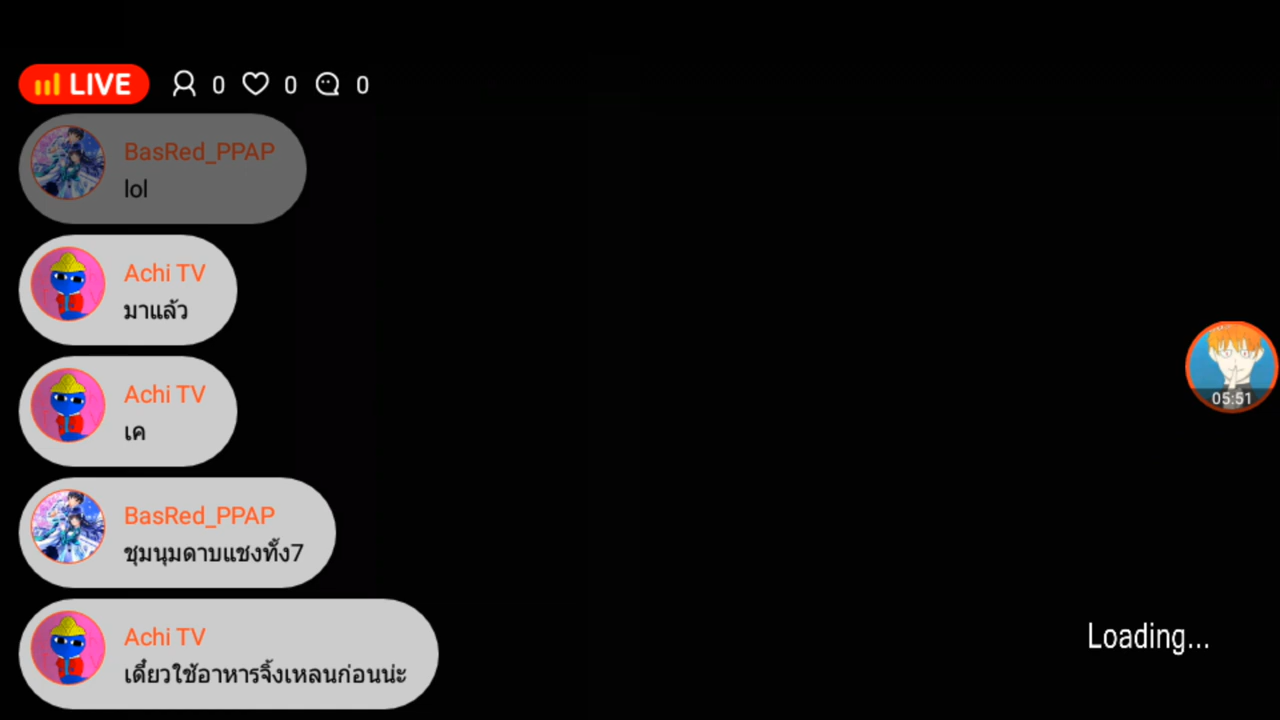 LIVE 0 0 0
BasRed_PPAP
lol
Achi TV
มาแล้ว
Achi TV
เค
BasRed_PPAP
ชุมนุมดาบแซงทั้ง7
Achi TV
เดี๋ยวใช้อาหารจิ้งเหลนก่อนน่ะ
05:51
Loading...